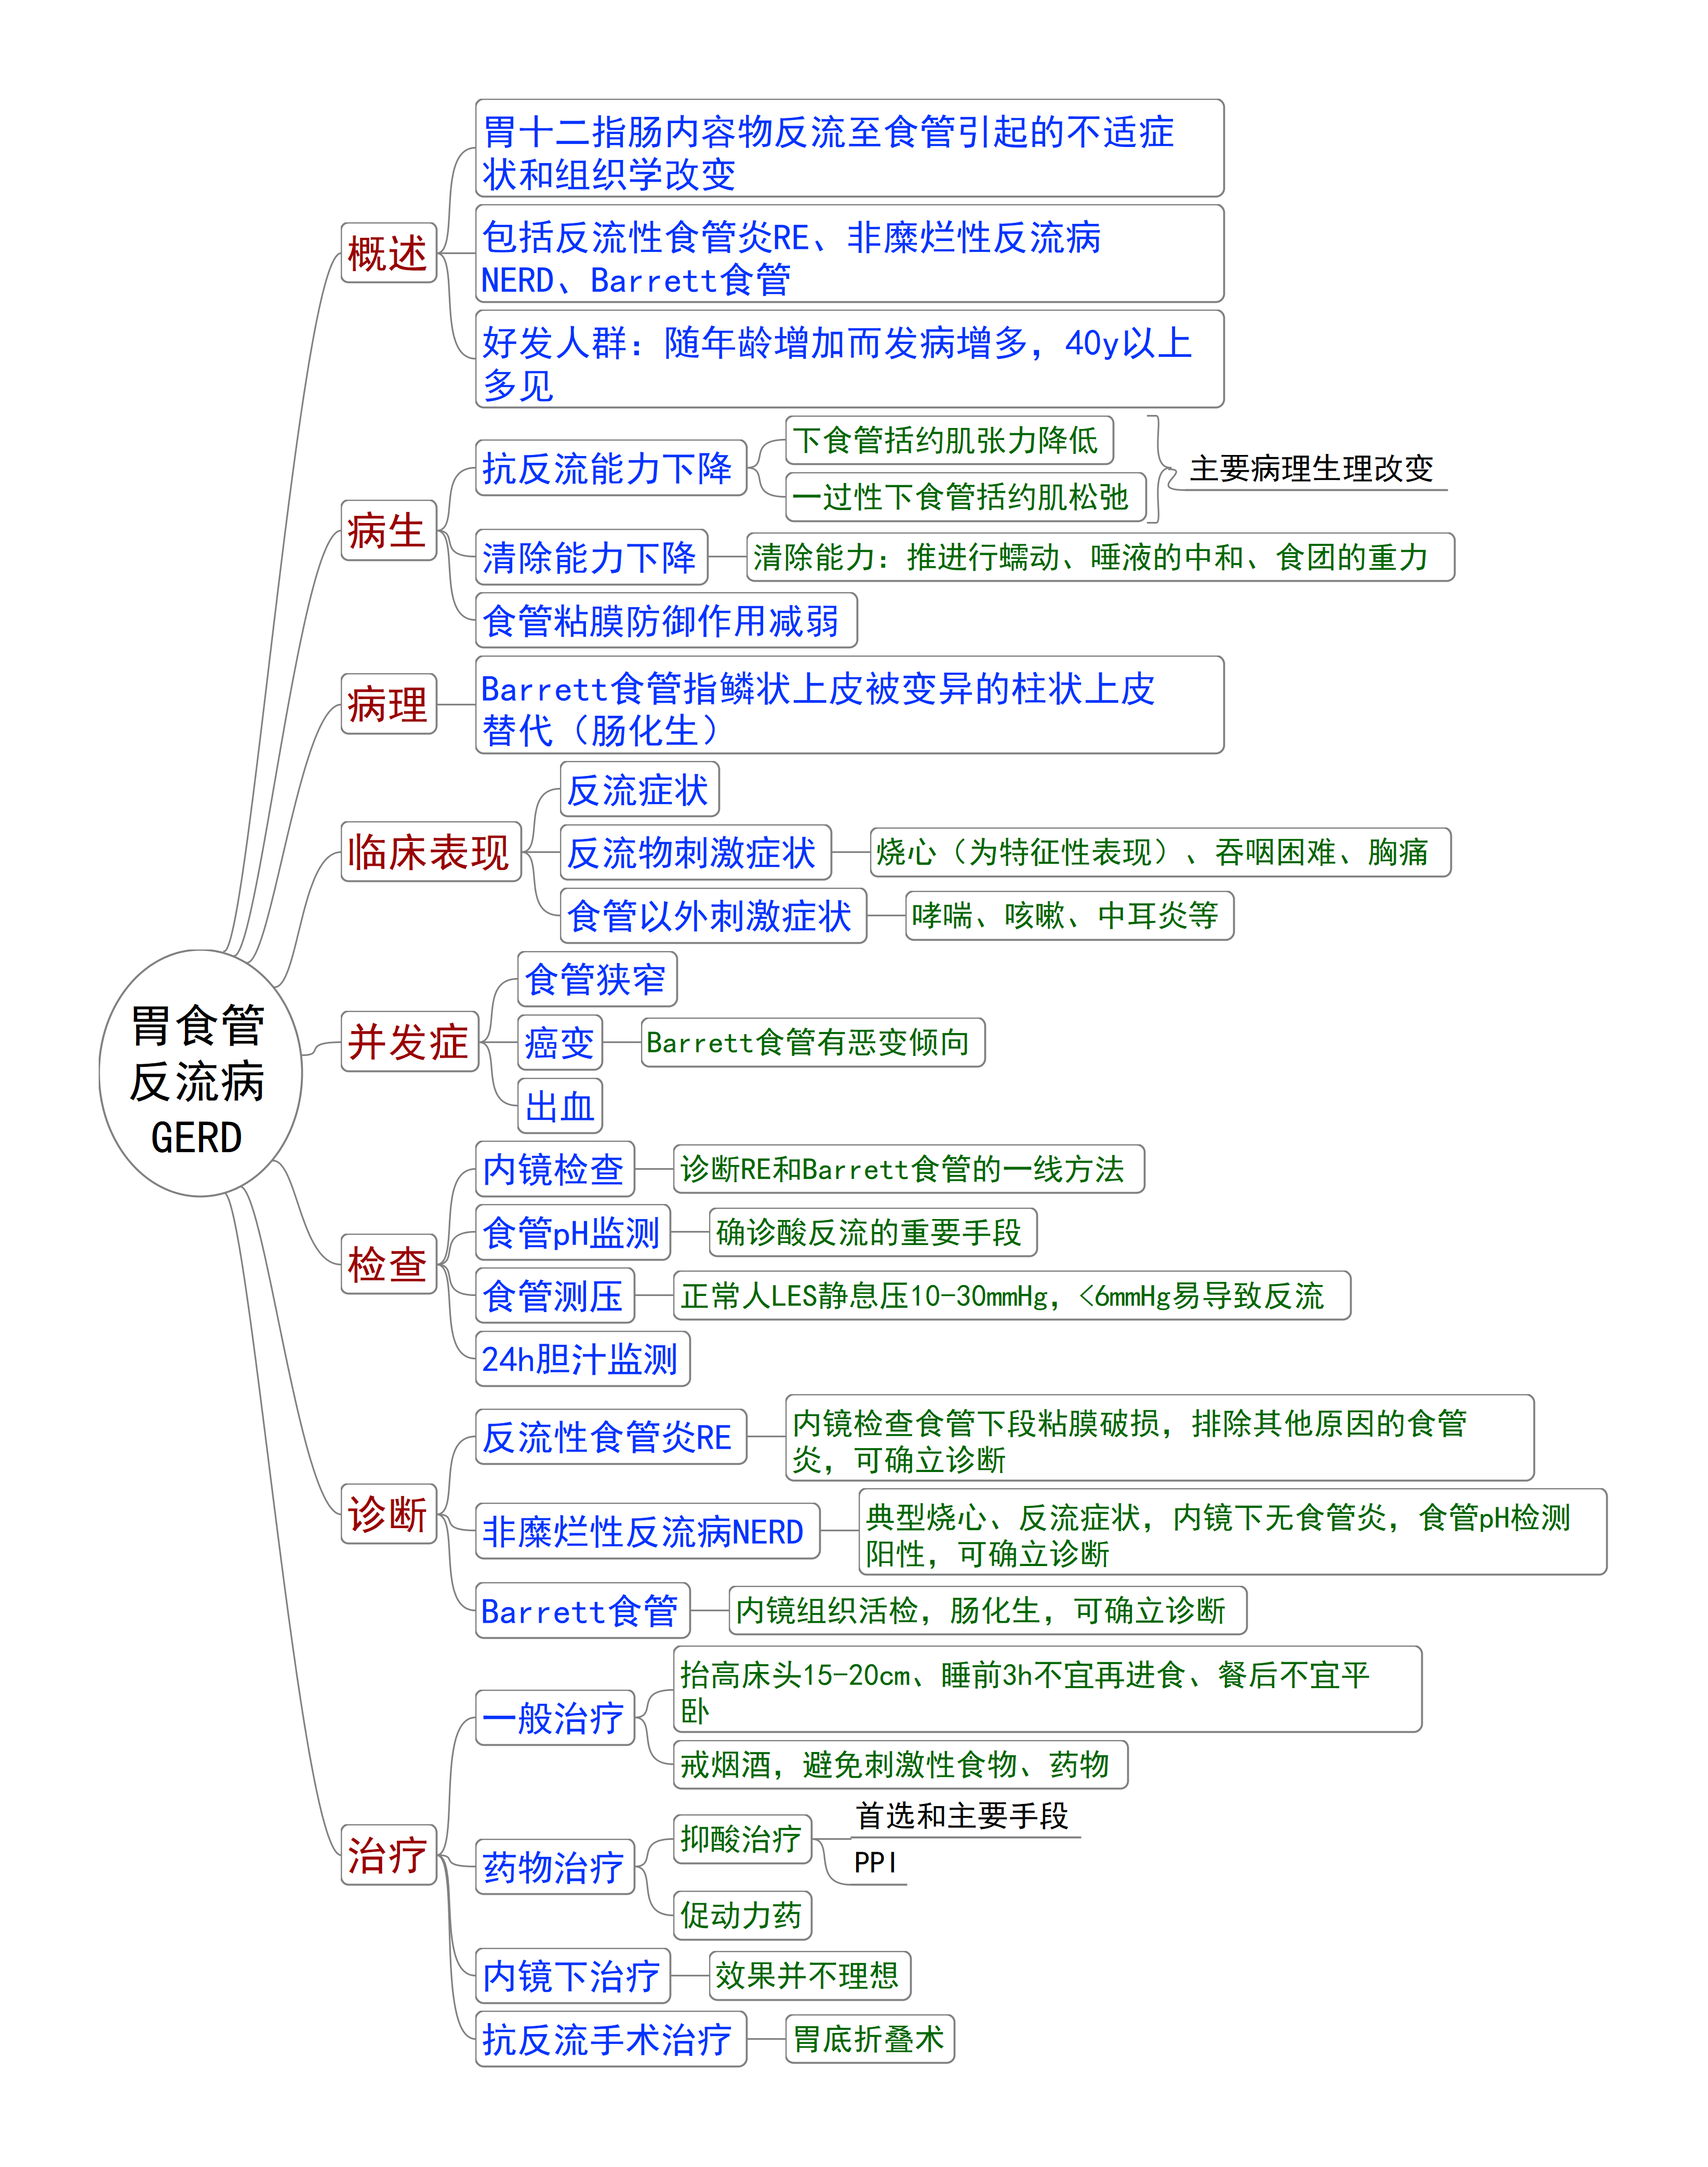 胃食管
反流病
GERD
概述
胃十二指肠内容物反流至食管引起的不适症
状和组织学改变
包括反流性食管炎RE、非糜烂性反流病
NERD、Barrett食管
好发人群：随年龄增加而发病增多，40y以上
多见
病生
抗反流能力下降
下食管括约肌张力降低
一过性下食管括约肌松弛
主要病理生理改变
清除能力下降
清除能力：推进行蠕动、唾液的中和、食团的重力
食管粘膜防御作用减弱
病理
Barrett食管指鳞状上皮被变异的柱状上皮
替代（肠化生）
临床表现
反流症状
反流物刺激症状
烧心（为特征性表现）、吞咽困难、胸痛
食管以外刺激症状
哮喘、咳嗽、中耳炎等
并发症
食管狭窄
癌变
Barrett食管有恶变倾向
出血
检查
内镜检查
诊断RE和Barrett食管的一线方法
食管pH监测
确诊酸反流的重要手段
食管测压
正常人LES静息压10-30mmHg，<6mmHg易导致反流
24h胆汁监测
诊断
反流性食管炎RE
内镜检查食管下段粘膜破损，排除其他原因的食管
炎，可确立诊断
非糜烂性反流病NERD
典型烧心、反流症状，内镜下无食管炎，食管pH检测
阳性，可确立诊断
Barrett食管
内镜组织活检，肠化生，可确立诊断
治疗
一般治疗
抬高床头15-20cm、睡前3h不宜再进食、餐后不宜平
卧
戒烟酒，避免刺激性食物、药物
药物治疗
抑酸治疗
首选和主要手段
PPI
促动力药
内镜下治疗
效果并不理想
抗反流手术治疗
胃底折叠术